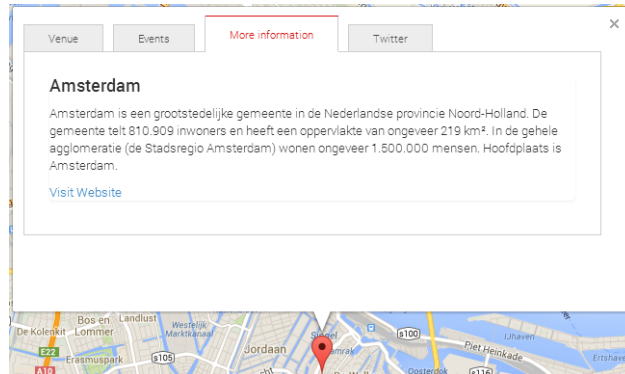 Venue
Events
More information
Twitter
×
Amsterdam
Amsterdam is een grootstedelijke gemeente in de Nederlandse provincie Noord-Holland. De
gemeente telt 810.909 inwoners en heeft een oppervlakte van ongeveer 219 km². In de gehele
agglomeratie (de Stadsregio Amsterdam) wonen ongeveer 1.500.000 mensen. Hoofdplaats is
Amsterdam.
Visit Website
Bos en
Lommer
Landlust
De Kolenkit
Westelijk
Marktkanaal
Singel
s100
IJhaven
Piet Heinkade
E22
Erasmuspark
s105
Jordaan
A10
Oosterdok
s116